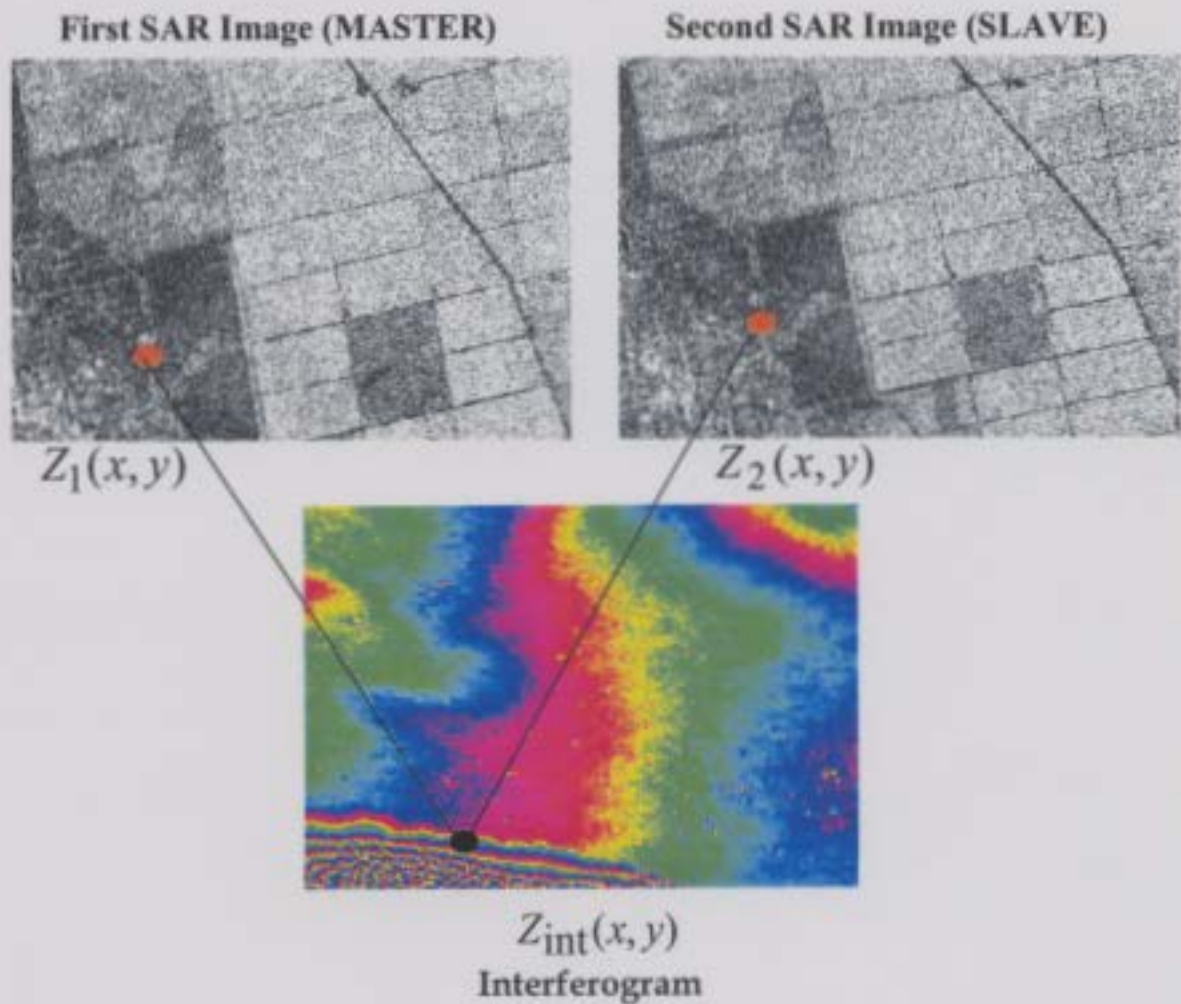 First SAR Image (MASTER)
Second SAR Image (SLAVE)
Z1(x, y)
Z2(x, y)
Zint(x, y)
Interferogram